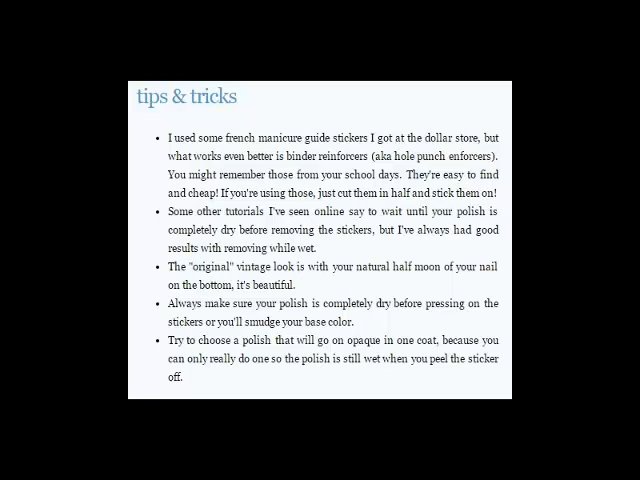 tips & tricks
• I used some french manicure guide stickers I got at the dollar store, but
what works even better is binder reinforcers (aka hole punch enforcers).
You might remember those from your school days. They're easy to find
and cheap! If you're using those, just cut them in half and stick them on!
• Some other tutorials I've seen online say to wait until your polish is
completely dry before removing the stickers, but I've always had good
results with removing while wet.
• The "original" vintage look is with your natural half moon of your nail
on the bottom, it's beautiful.
• Always make sure your polish is completely dry before pressing on the
stickers or you'll smudge your base color.
• Try to choose a polish that will go on opaque in one coat, because you
can only really do one so the polish is still wet when you peel the sticker
off.